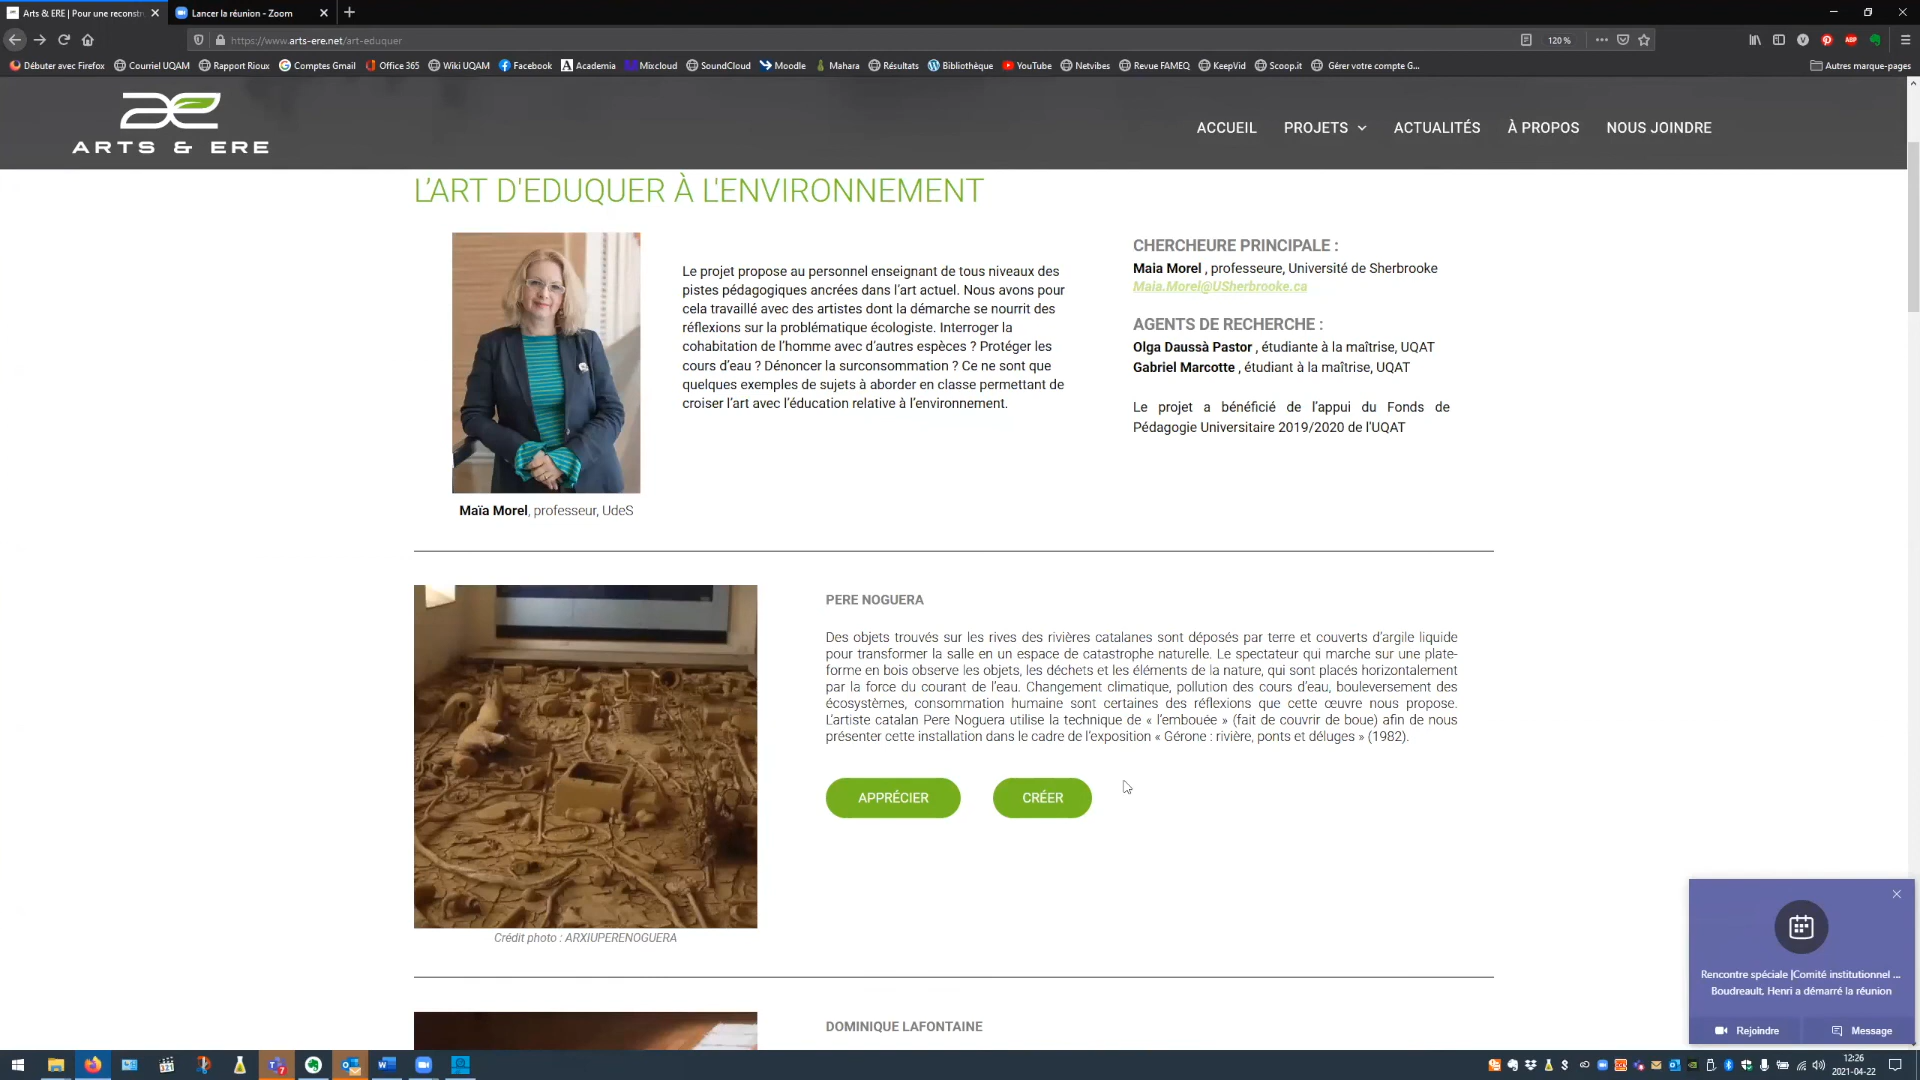 Arts & ERE | Pour une reconstr
Lancer la réunion - Zoom
https://www.arts-ere.net/art-eduquer
120 %
Débuter avec Firefox
Courriel UQAM
Rapport Rioux
Comptes Gmail
Office 365
Wiki UQAM
Facebook
Academia
Mixcloud
SoundCloud
Moodle
Mahara
Résultats
Bibliothèque
YouTube
Netvibes
Revue FAMEQ
KeepVid
Scoop.it
Gérer votre compte G...
Autres marque-pages
ARTS & ERE
ACCUEIL
PROJETS
ACTUALITÉS
À PROPOS
NOUS JOINDRE
L'ART D'EDUQUER À L'ENVIRONNEMENT
Le projet propose au personnel enseignant de tous niveaux des
pistes pédagogiques ancrées dans l'art actuel. Nous avons pour
cela travaillé avec des artistes dont la démarche se nourrit des
réflexions sur la problématique écologiste. Interroger la
cohabitation de l'homme avec d'autres espèces ? Protéger les
cours d'eau ? Dénoncer la surconsommation ? Ce ne sont que
quelques exemples de sujets à aborder en classe permettant de
croiser l'art avec l'éducation relative à l'environnement.
Maïa Morel, professeur, UdeS
CHERCHEURE PRINCIPALE :
Maia Morel , professeure, Université de Sherbrooke
Maia.Morel@USherbrooke.ca
AGENTS DE RECHERCHE :
Olga Daussà Pastor , étudiante à la maîtrise, UQAT
Gabriel Marcotte , étudiant à la maîtrise, UQAT
Le projet a bénéficié de l'appui du Fonds de
Pédagogie Universitaire 2019/2020 de l'UQAT
PERE NOGUERA
Des objets trouvés sur les rives des rivières catalanes sont déposés par terre et couverts d'argile liquide
pour transformer la salle en un espace de catastrophe naturelle. Le spectateur qui marche sur une plate-
forme en bois observe les objets, les déchets et les éléments de la nature, qui sont placés horizontalement
par la force du courant de l'eau. Changement climatique, pollution des cours d'eau, bouleversement des
écosystèmes, consommation humaine sont certaines des réflexions que cette œuvre nous propose.
L'artiste catalan Pere Noguera utilise la technique de « l'embouée » (fait de couvrir de boue) afin de nous
présenter cette installation dans le cadre de l'exposition « Gérone : rivière, ponts et déluges » (1982).
APPRÉCIER
CRÉER
Crédit photo : ARXIUPERENOGUERA
DOMINIQUE LAFONTAINE
Rencontre spéciale |Comité institutionnel ...
Boudreault, Henri a démarré la réunion
Rejoindre
Message
12:26
2021-04-22